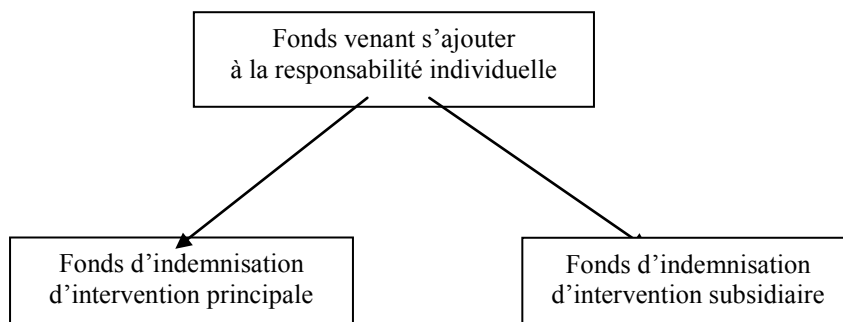 Fonds venant s’ajouter
à la responsabilité individuelle
Fonds d’indemnisation
d’intervention principale
Fonds d’indemnisation
d’intervention subsidiaire